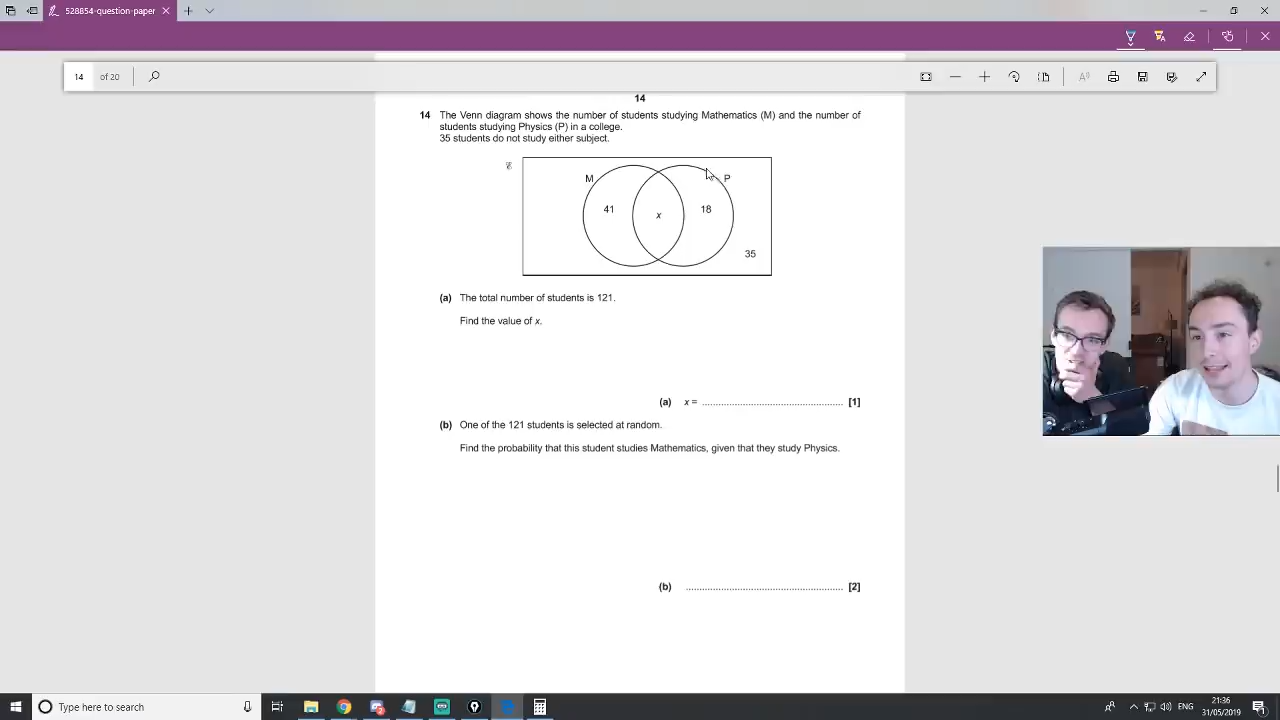 528854-question-paper
14 of 20
14
14 The Venn diagram shows the number of students studying Mathematics (M) and the number of
students studying Physics (P) in a college.
35 students do not study either subject.
ℰ
M
P
41
x
18
35
(a) The total number of students is 121.
Find the value of x.
(a) x = ...................................................... [1]
(b) One of the 121 students is selected at random.
Find the probability that this student studies Mathematics, given that they study Physics.
(b) ............................................................ [2]
Type here to search
ENG
21:36
31/05/2019